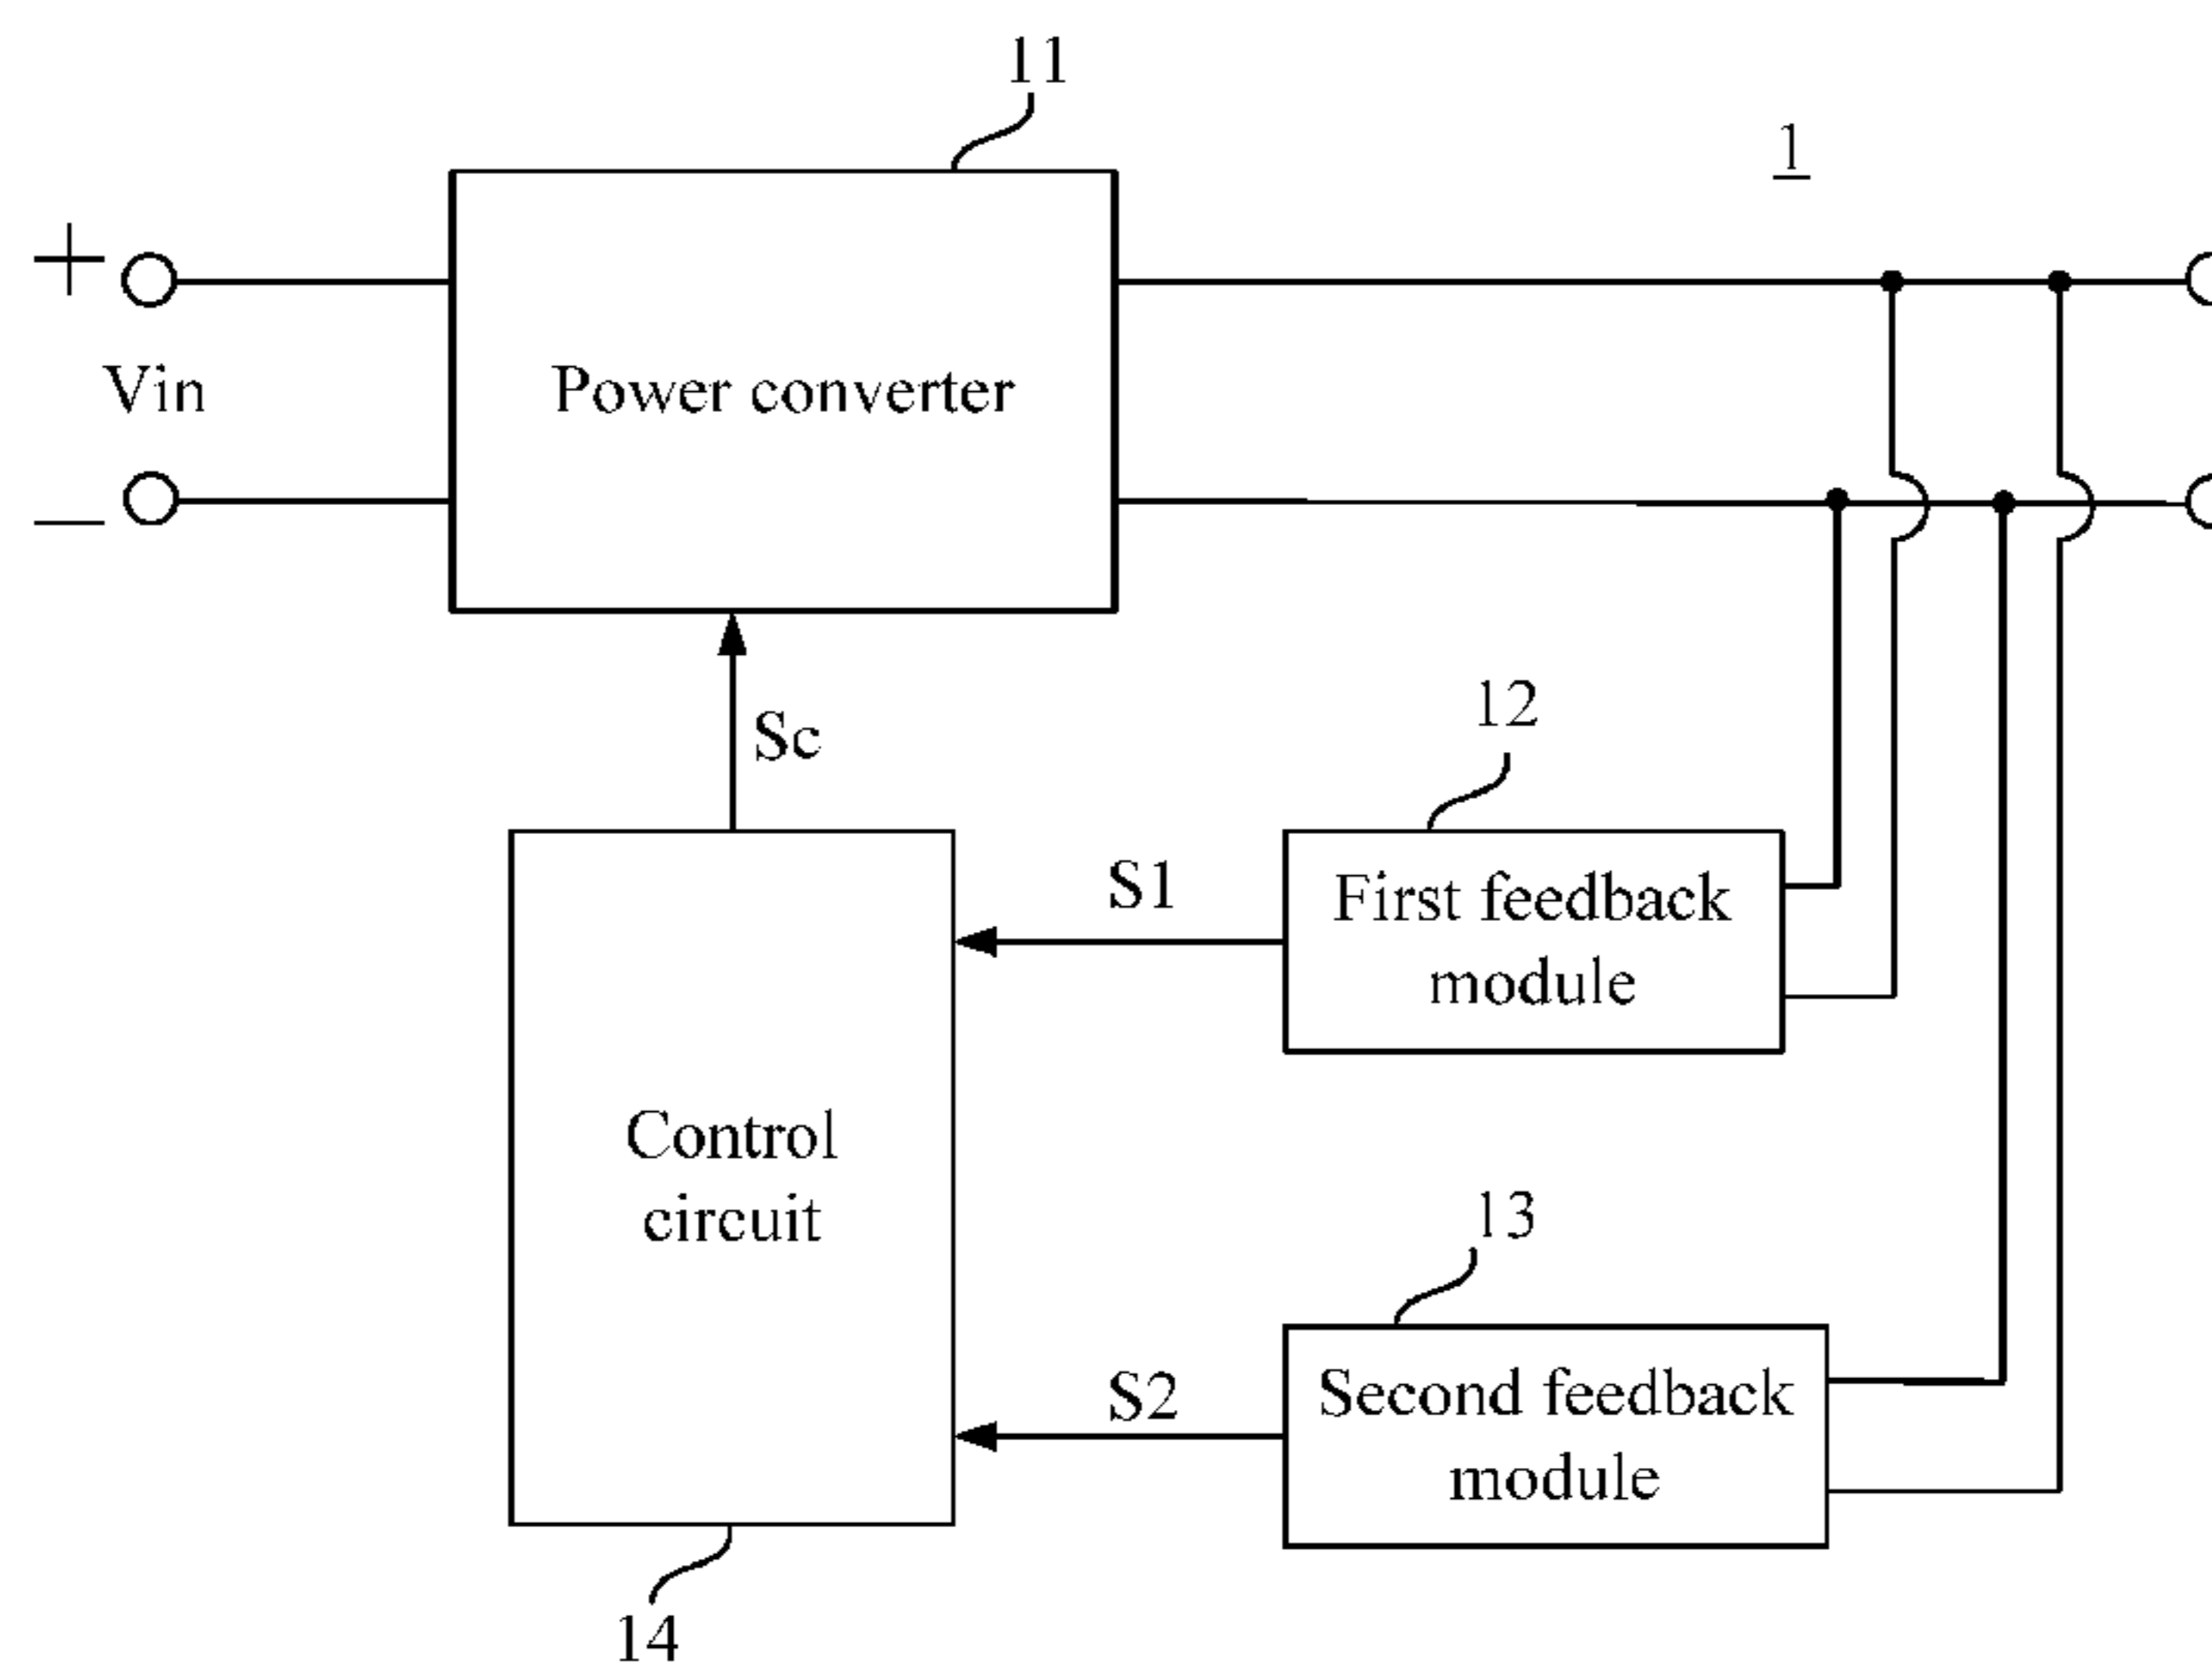 11
1
+
Vin
Power converter
—
Sc
12
S1
First feedback
module
Control
circuit
13
S2
Second feedback
module
14